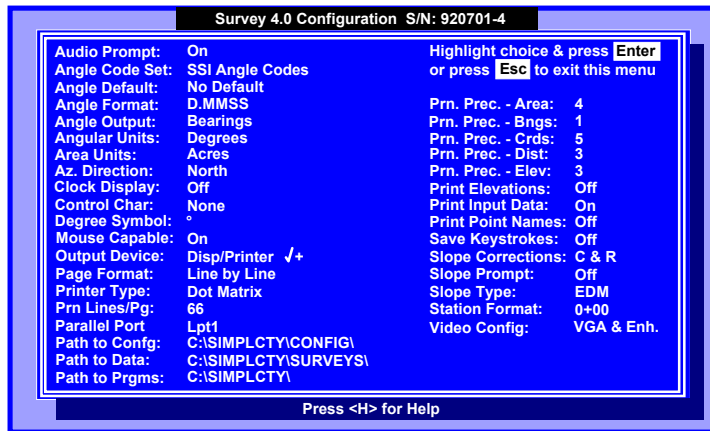 Survey 4.0 Configuration S/N: 920701-4
Audio Prompt: On
Angle Code Set: SSI Angle Codes
Angle Default: No Default
Angle Format: D.MMSS
Angle Output: Bearings
Angular Units: Degrees
Area Units: Acres
Az. Direction: North
Clock Display: Off
Control Char: None
Degree Symbol: °
Mouse Capable: On
Output Device: Disp/Printer √+
Page Format: Line by Line
Printer Type: Dot Matrix
Prn Lines/Pg: 66
Parallel Port Lpt1
Path to Confg: C:\SIMPLCTY\CONFIG\
Path to Data: C:\SIMPLCTY\SURVEYS\
Path to Prgms: C:\SIMPLCTY\
Highlight choice & press Enter
or press Esc to exit this menu
Prn. Prec. - Area: 4
Prn. Prec. - Bngs: 1
Prn. Prec. - Crds: 5
Prn. Prec. - Dist: 3
Prn. Prec. - Elev: 3
Print Elevations: Off
Print Input Data: On
Print Point Names: Off
Save Keystrokes: Off
Slope Corrections: C & R
Slope Prompt: Off
Slope Type: EDM
Station Format: 0+00
Video Config: VGA & Enh.
Press <H> for Help